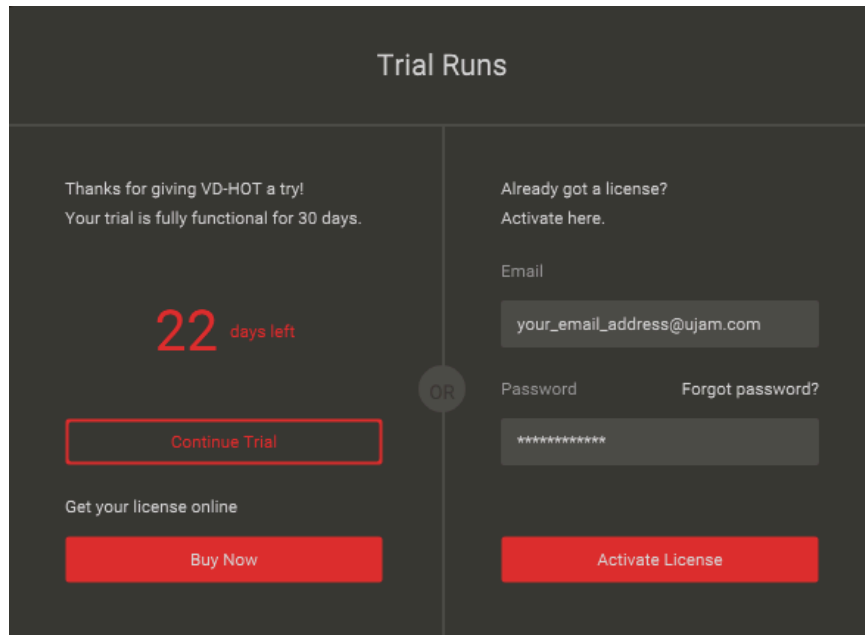 Trial Runs
Thanks for giving VD-HOT a try!
Your trial is fully functional for 30 days.
22 days left
Continue Trial
Get your license online
Buy Now
OR
Already got a license?
Activate here.
Email
your_email_address@ujam.com
Password Forgot password?
************
Activate License